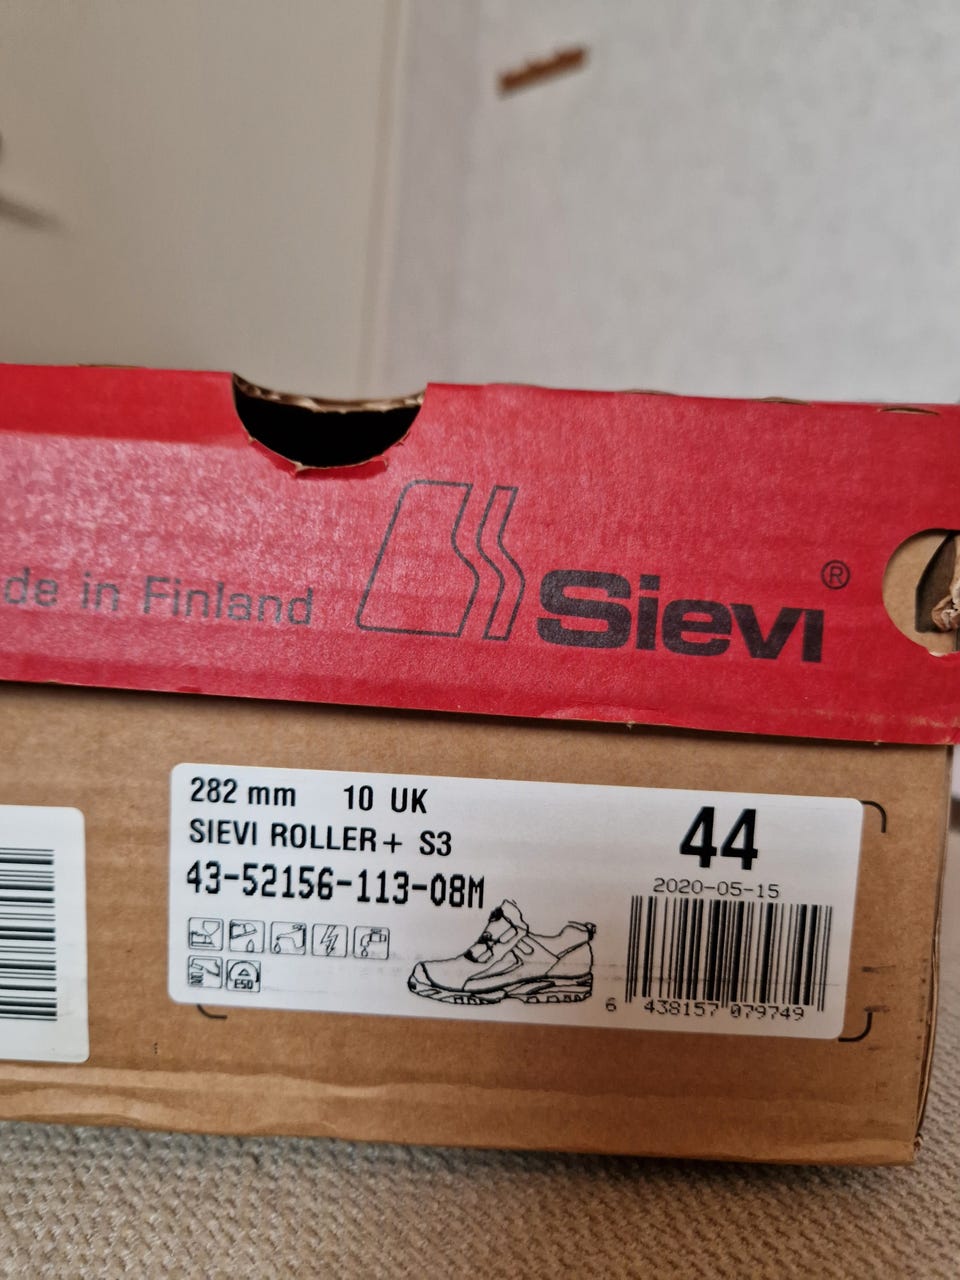 de in Finland
Sievi®
282 mm 10 UK
SIEVI ROLLER+ S3
43-52156-113-08M
44
2020-05-15
ESD
6 438157 079749